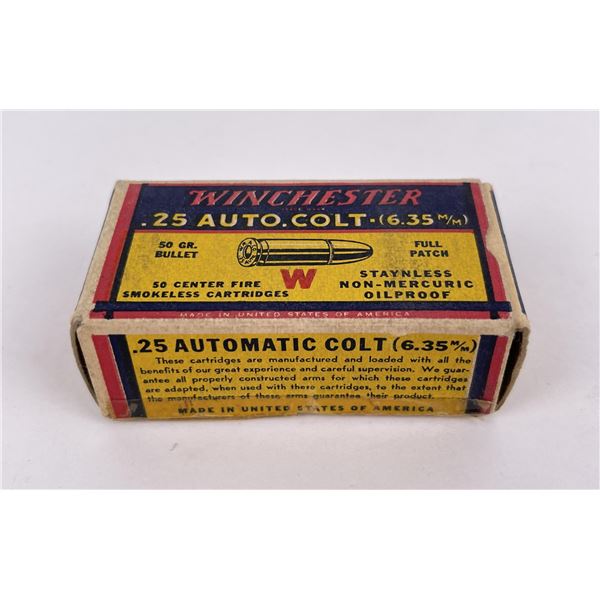 WINCHESTER
TRADE MARK
.25 AUTO. COLT-(6.35 M/M)
50 GR.
BULLET
FULL
PATCH
W
50 CENTER FIRE
SMOKELESS CARTRIDGES
STAYNLESS
NON-MERCURIC
OILPROOF
MADE IN UNITED STATES OF AMERICA
.25 AUTOMATIC COLT (6.35 M/M)
These cartridges are manufactured and loaded with all the
benefits of our great experience and careful supervision. We guar-
antee all properly constructed arms for which these cartridges
are adapted, when used with these cartridges, to the extent that
the manufacturers of these arms guarantee their product.
MADE IN UNITED STATES OF AMERICA